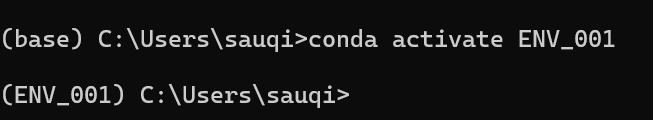 (base) C:\Users\sauqi>conda activate ENV_001
(ENV_001) C:\Users\sauqi>